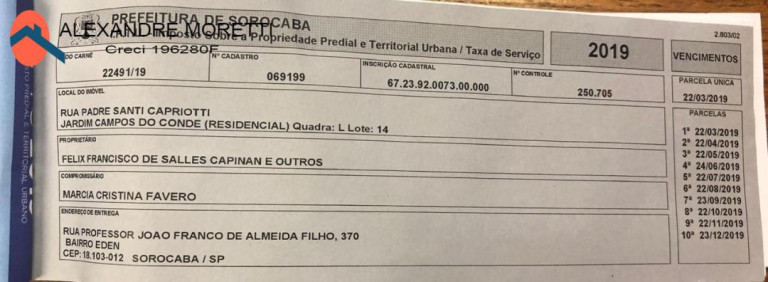 ALEXANDRE MORETTI
Creci 196280F
PREFEITURA DE SOROCABA
Imposto sobre a Propriedade Predial e Territorial Urbana / Taxa de Serviço
2019
2.803/02
VENCIMENTOS
DO CARNÊ
22491/19
Nº CADASTRO
069199
INSCRIÇÃO CADASTRAL
67.23.92.0073.00.000
Nº CONTROLE
250.705
PARCELA ÚNICA
22/03/2019
LOCAL DO IMÓVEL
RUA PADRE SANTI CAPRIOTTI
JARDIM CAMPOS DO CONDE (RESIDENCIAL) Quadra: L Lote: 14
PROPRIETÁRIO
FELIX FRANCISCO DE SALLES CAPINAN E OUTROS
COMPROMISSÁRIO
MARCIA CRISTINA FAVERO
ENDEREÇO DE ENTREGA
RUA PROFESSOR JOAO FRANCO DE ALMEIDA FILHO, 370
BAIRRO EDEN
CEP: 18.103-012 SOROCABA / SP
PARCELAS
1ª 22/03/2019
2ª 22/04/2019
3ª 22/05/2019
4ª 24/06/2019
5ª 22/07/2019
6ª 22/08/2019
7ª 23/09/2019
8ª 22/10/2019
9ª 22/11/2019
10ª 23/12/2019
TERRITORIAL URBANO